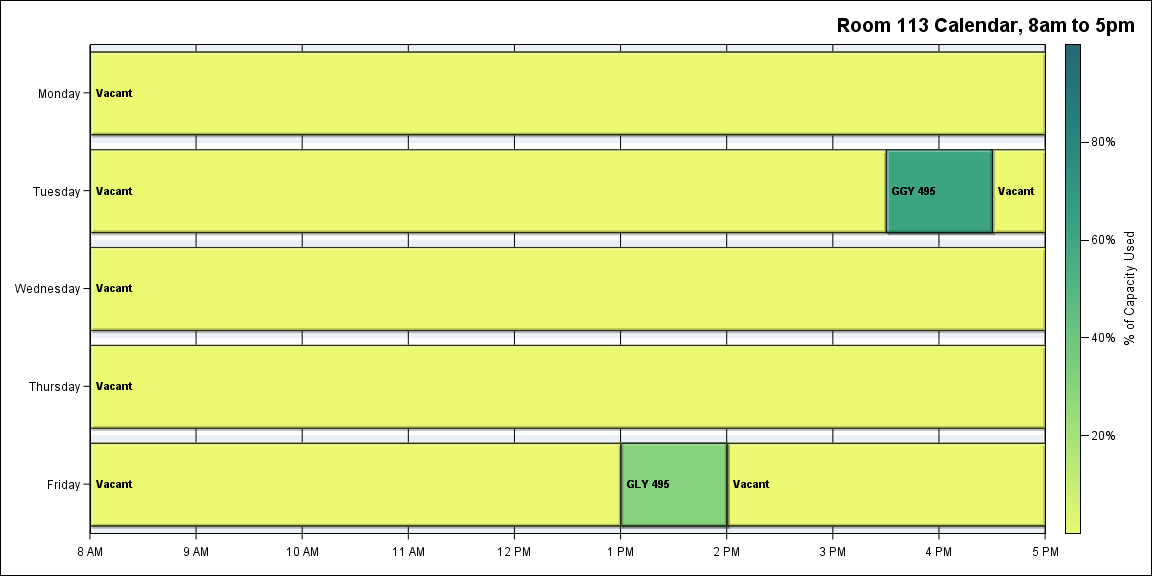 Room 113 Calendar, 8am to 5pm
Monday
Vacant
Tuesday
Vacant
GGY 495
Vacant
Wednesday
Vacant
Thursday
Vacant
Friday
Vacant
GLY 495
Vacant
8 AM
9 AM
10 AM
11 AM
12 PM
1 PM
2 PM
3 PM
4 PM
5 PM
80%
60%
40%
20%
% of Capacity Used